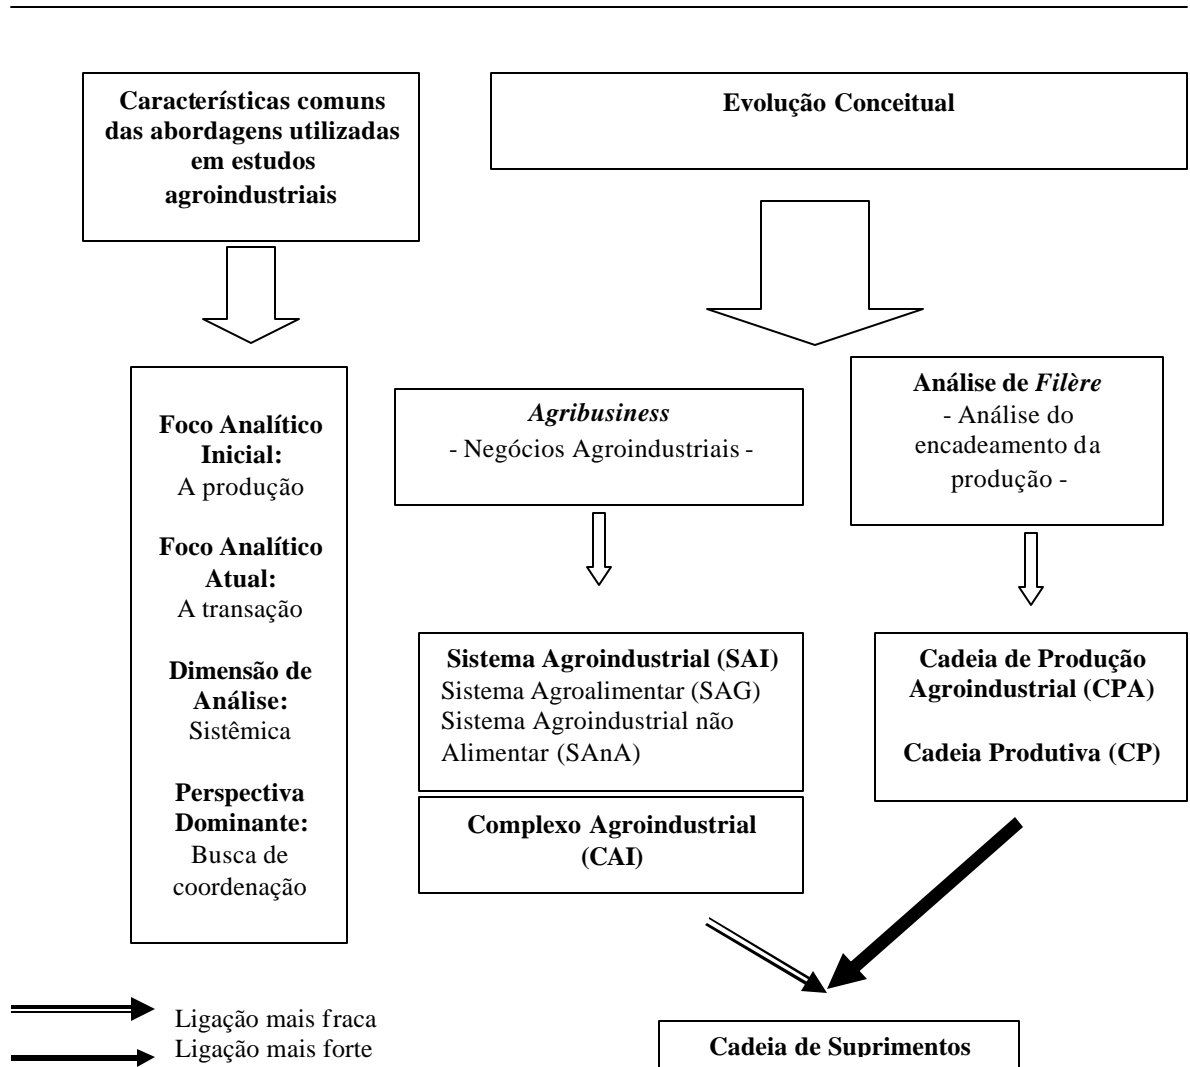 Características comuns
das abordagens utilizadas
em estudos
agroindustriais
Evolução Conceitual
Foco Analítico
Inicial:
A produção
Foco Analítico
Atual:
A transação
Dimensão de
Análise:
Sistêmica
Perspectiva
Dominante:
Busca de
coordenação
Agribusiness
- Negócios Agroindustriais -
Análise de Filère
- Análise do
encadeamento da
produção -
Sistema Agroindustrial (SAI)
Sistema Agroalimentar (SAG)
Sistema Agroindustrial não
Alimentar (SAnA)
Complexo Agroindustrial
(CAI)
Cadeia de Produção
Agroindustrial (CPA)
Cadeia Produtiva (CP)
Ligação mais fraca
Ligação mais forte
Cadeia de Suprimentos